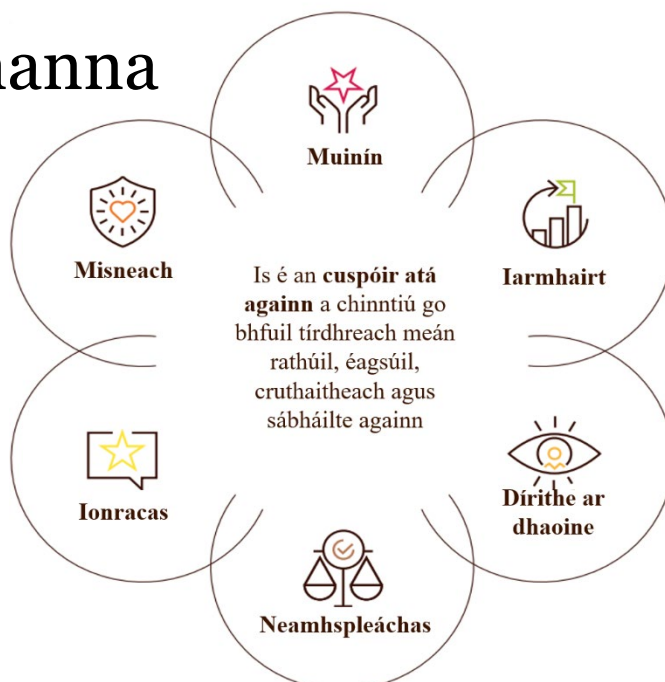 Muinín
Misneach
Iarmhairt
Is é an cuspóir atá
againn a chinntiú go
bhfuil tírdhreach meán
rathúil, éagsúil,
cruthaitheach agus
sábháilte againn
Ionracas
Dírithe ar
dhaoine
Neamhspleáchas